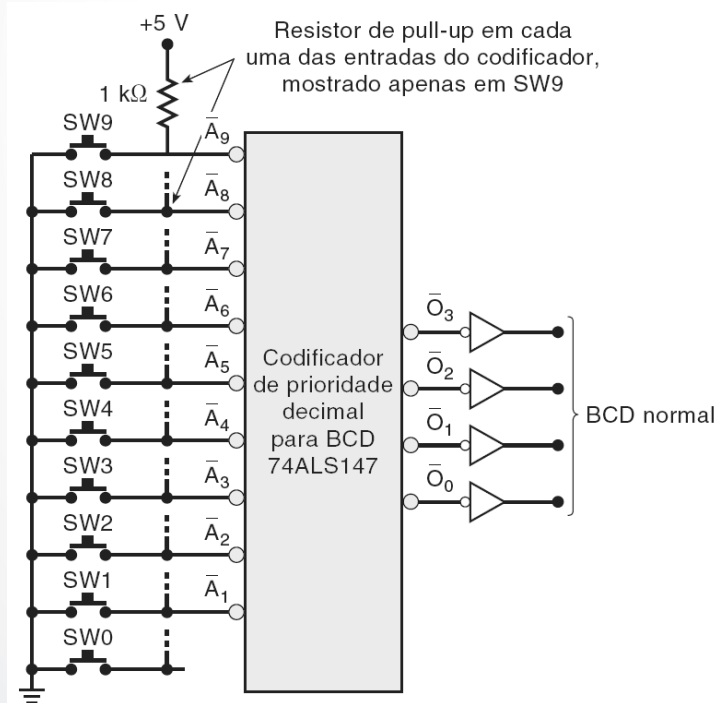 +5 V
Resistor de pull-up em cada
uma das entradas do codificador,
mostrado apenas em SW9
1 kΩ
SW9
A̅₉
SW8
A̅₈
SW7
A̅₇
SW6
A̅₆
SW5
A̅₅
SW4
A̅₄
SW3
A̅₃
SW2
A̅₂
SW1
A̅₁
SW0
Codificador
de prioridade
decimal
para BCD
74ALS147
O̅₃
O̅₂
O̅₁
O̅₀
BCD normal